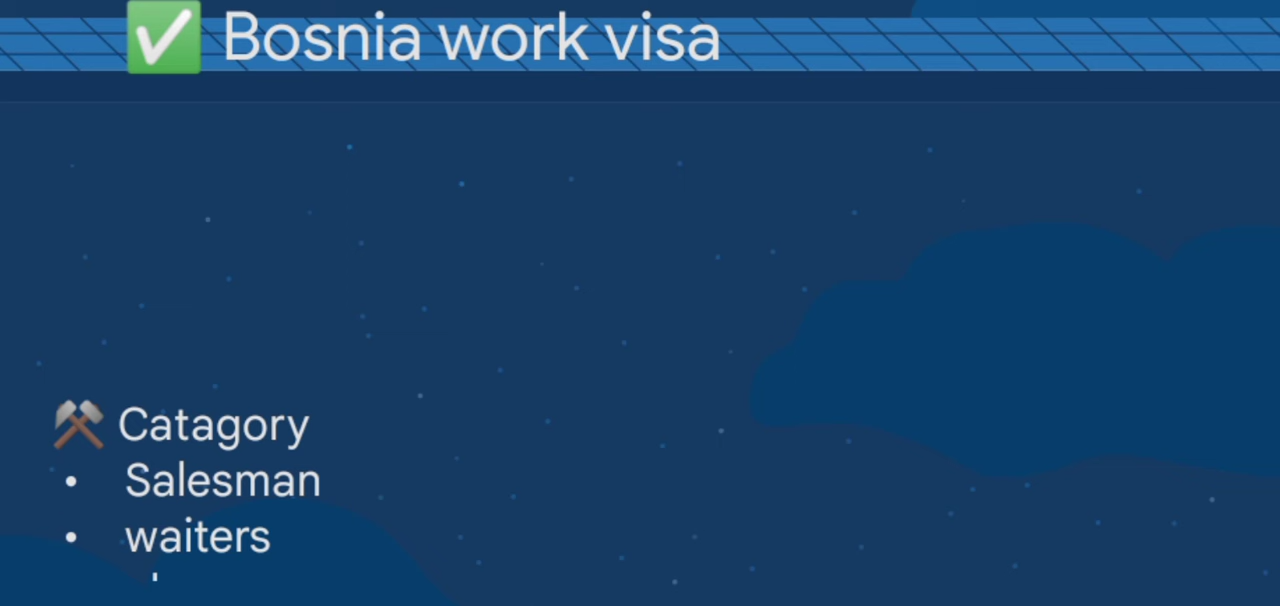 ✅ Bosnia work visa
⚒ Catagory
• Salesman
• waiters